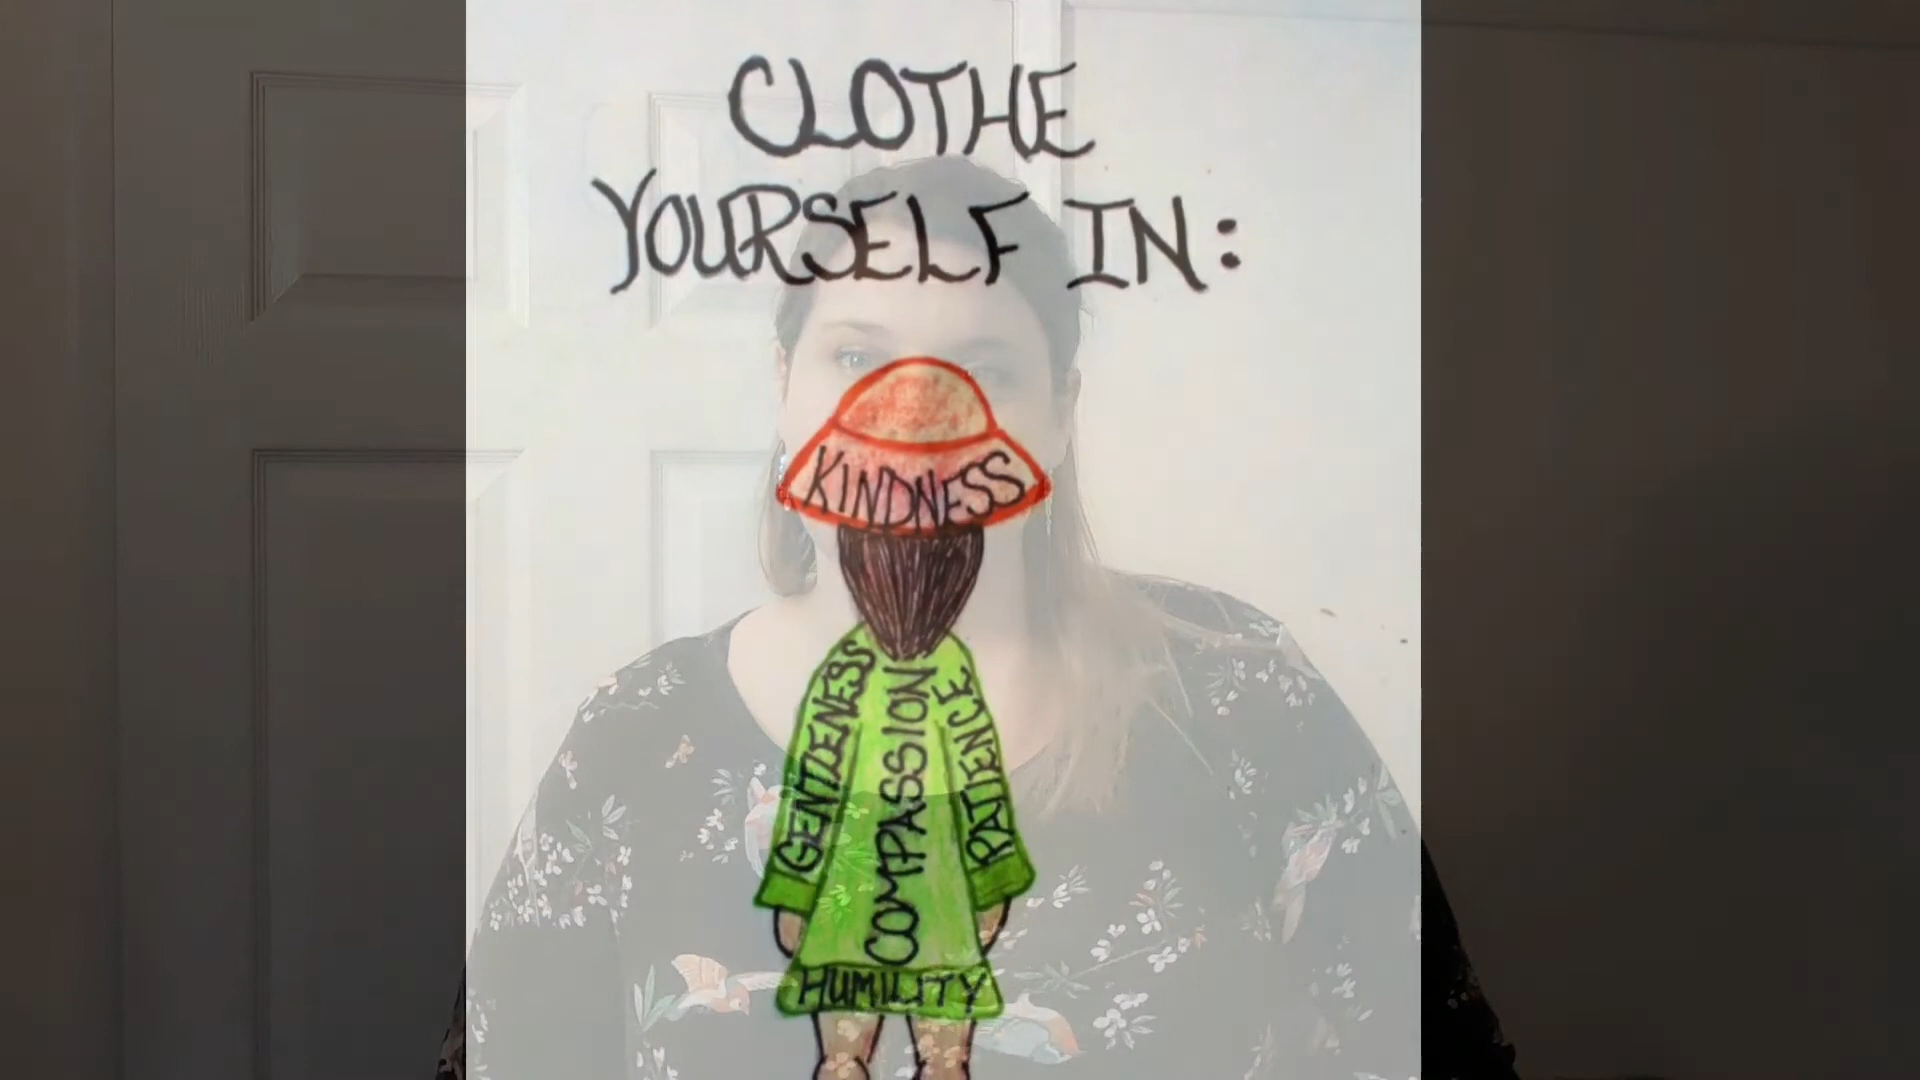 CLOTHE
YOURSELF IN:
KINDNESS
GENTLENESS
COMPASSION
PATIENCE
HUMILITY